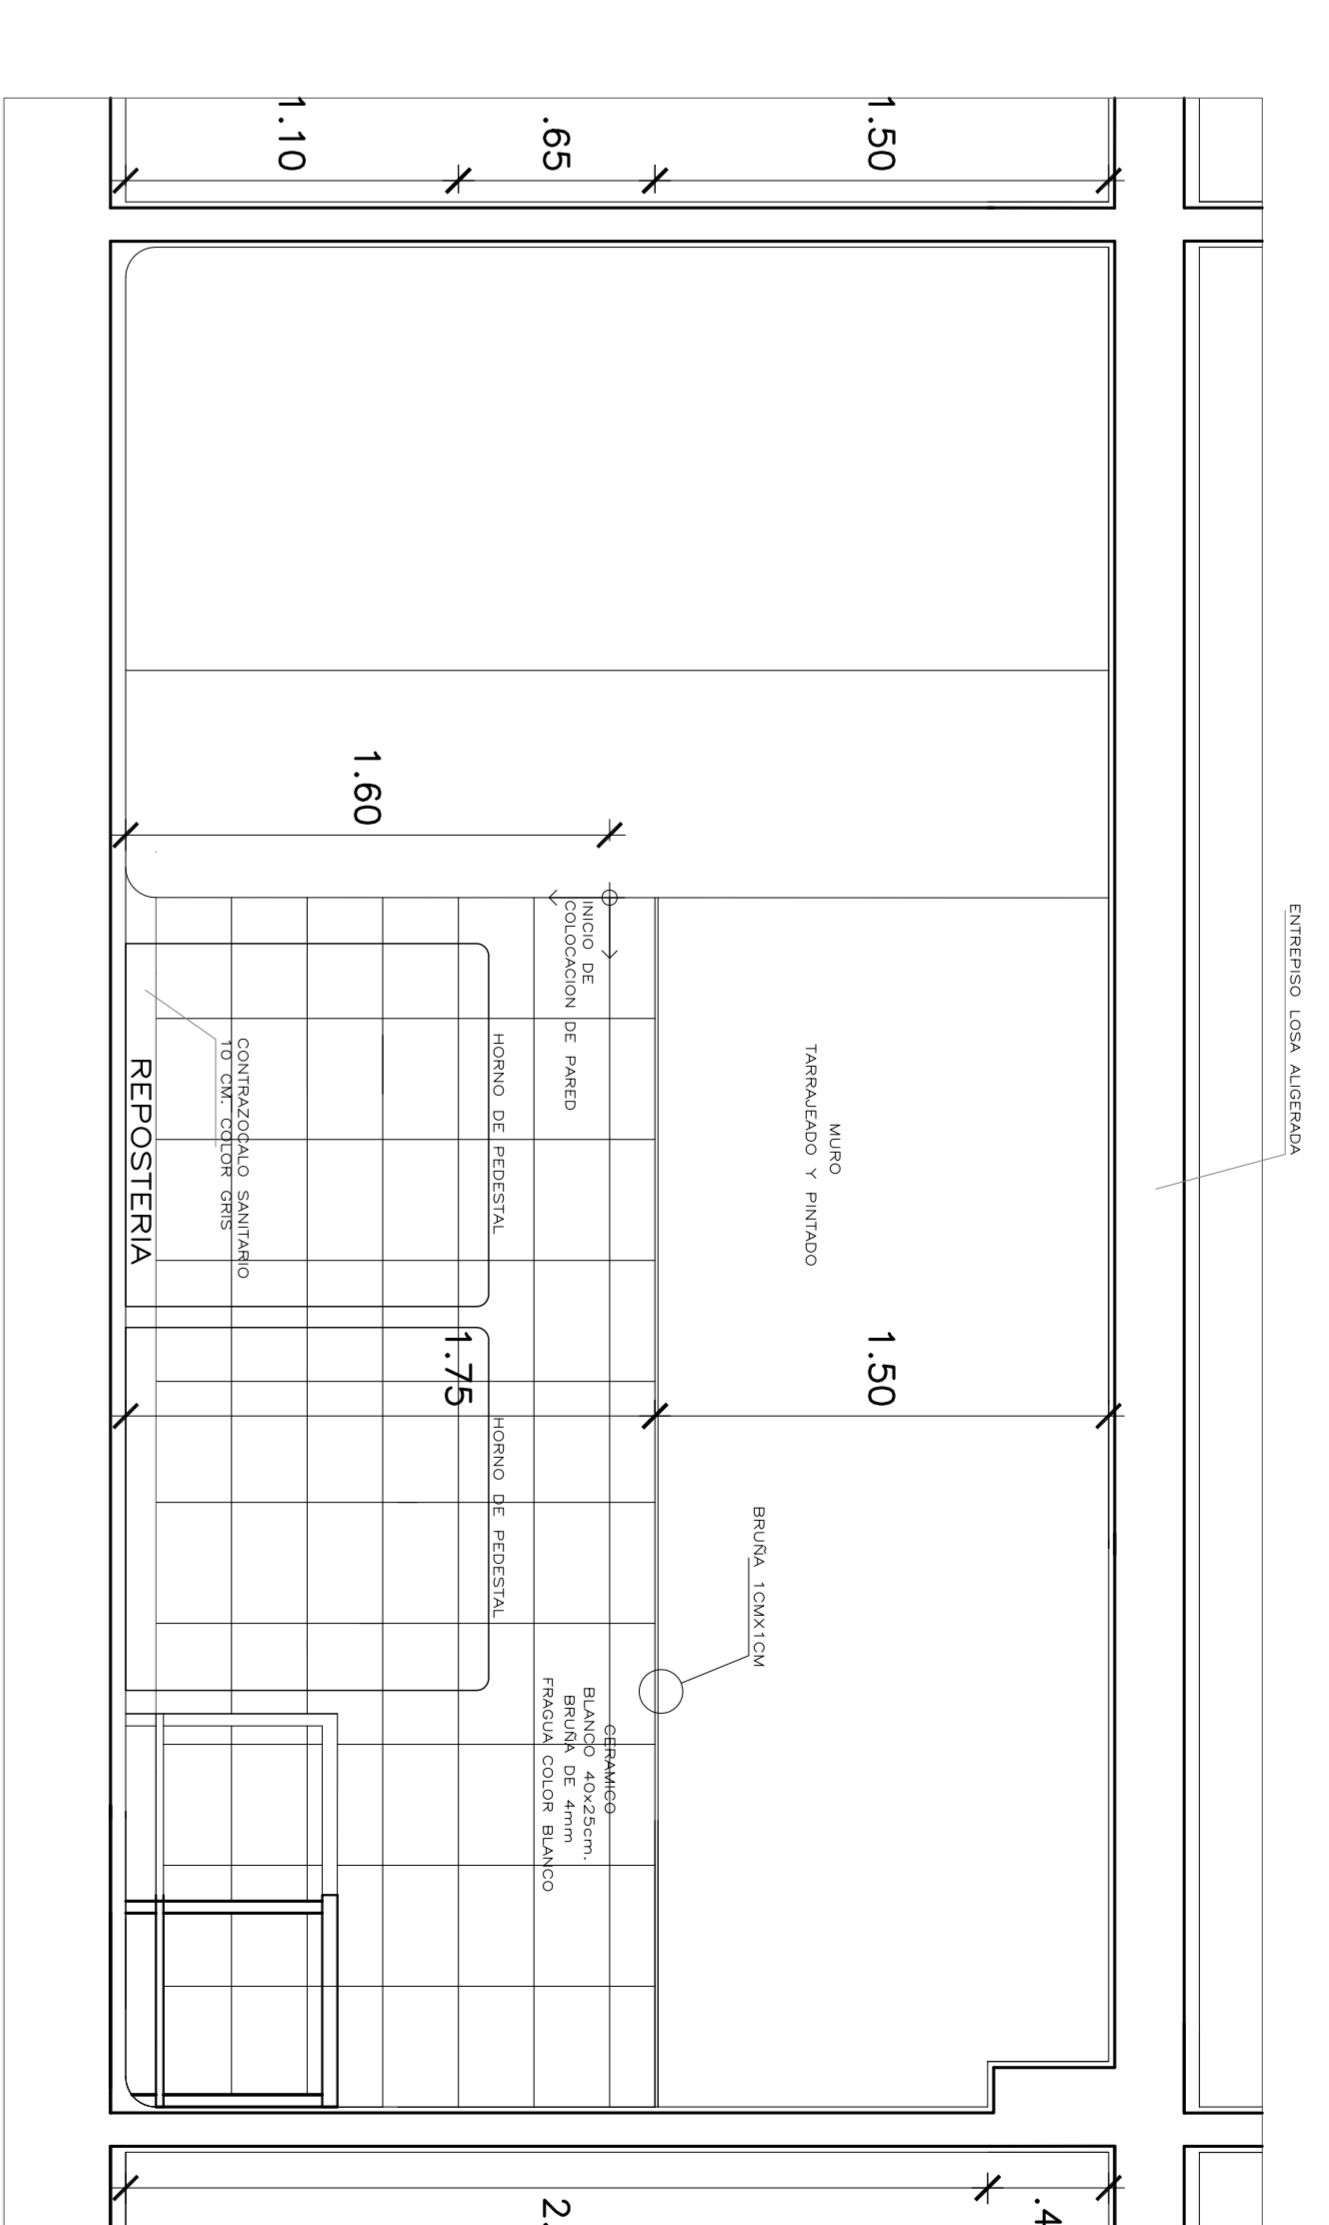 ENTREPISO LOSA ALIGERADA
1.50
.65
1.10
1.60
INICIO DE
COLOCACION DE PARED
MURO
TARRAJEADO Y PINTADO
HORNO DE PEDESTAL
CONTRAZOCALO SANITARIO
10 CM. COLOR GRIS
REPOSTERIA
1.50
1.75
HORNO DE PEDESTAL
BRUÑA 1CMX1CM
CERAMICO
BLANCO 40x25cm.
BRUÑA DE 4mm
FRAGUA COLOR BLANCO
.4
2.